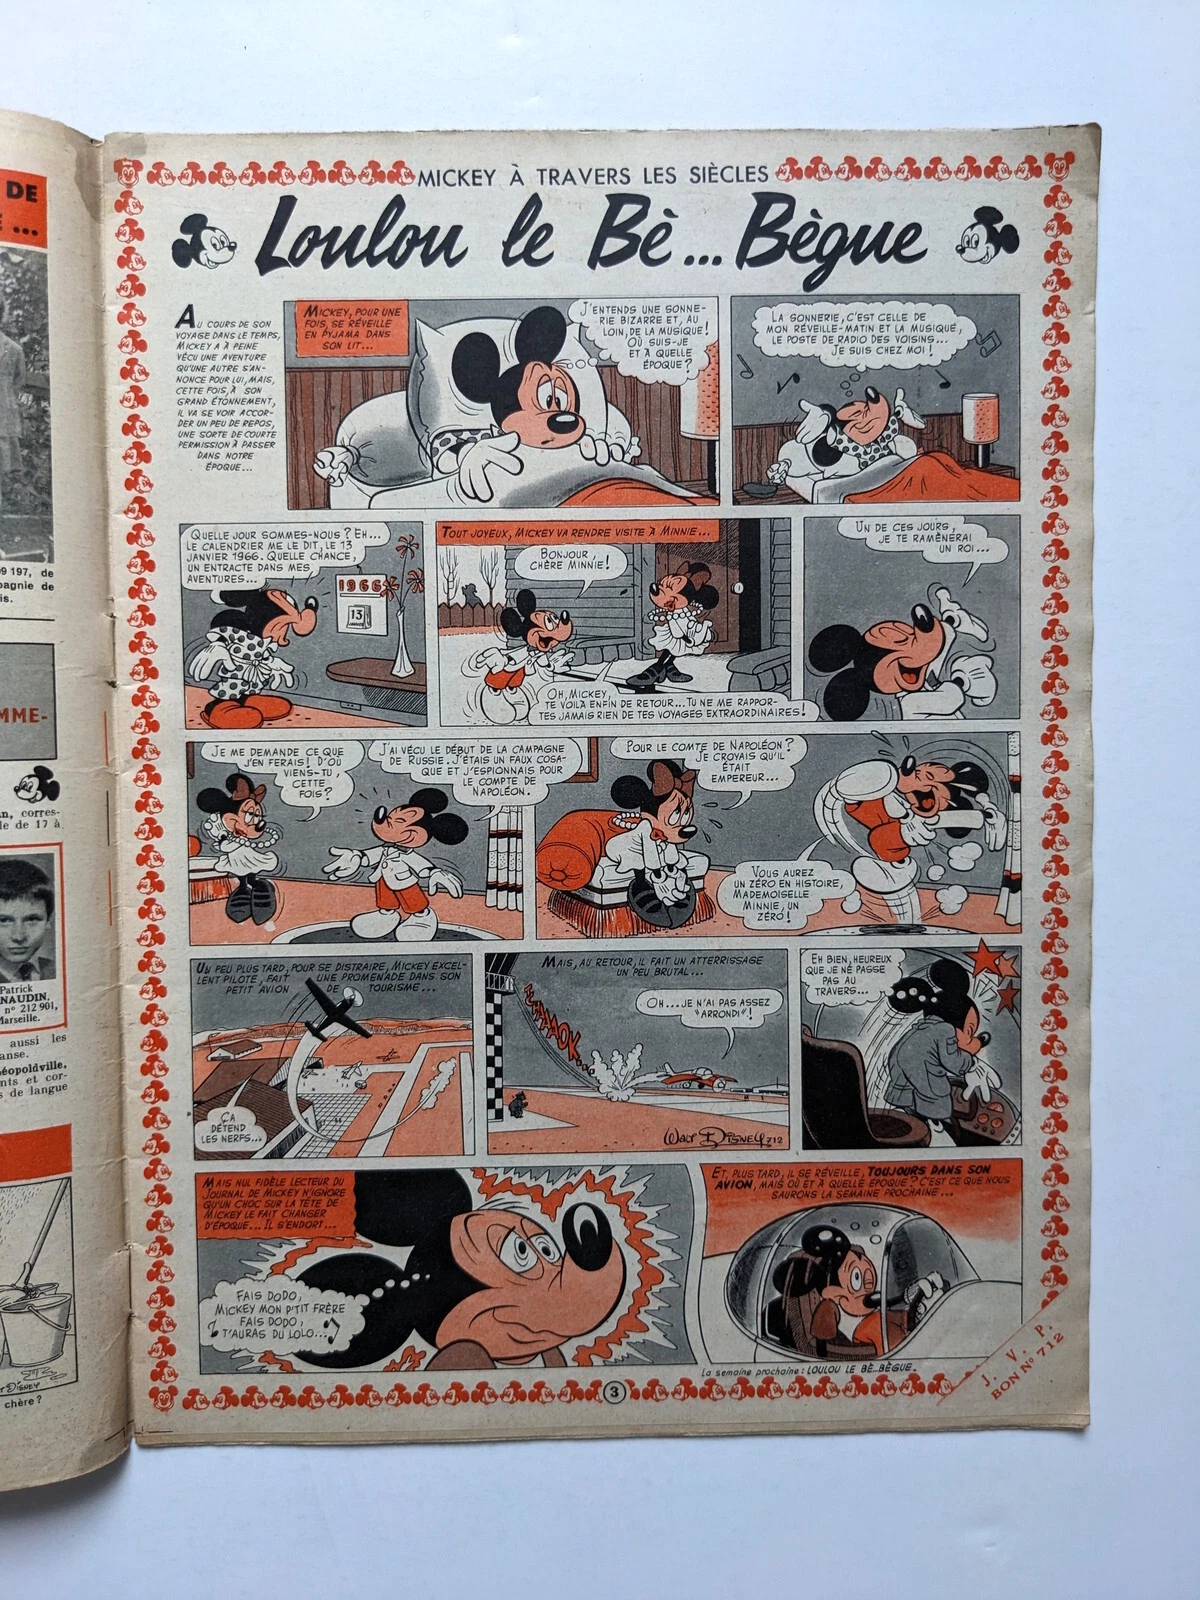 DE
...
09 197, de
pagnie de
is.
MME-
an, corres-
le de 17 à
Patrick
NAUDIN,
n° 212 901,
Marseille.
aussi les
anse.
éopoldville,
nts et cor-
s de langue
DISNEY
chère ?
MICKEY À TRAVERS LES SIÈCLES
Loulou le Bè... Bègue
AU COURS DE SON
VOYAGE DANS LE TEMPS,
MICKEY A À PEINE
VÉCU UNE AVENTURE
QU'UNE AUTRE S'AN-
NONCE POUR LUI, MAIS,
CETTE FOIS, À SON
GRAND ÉTONNEMENT,
IL VA SE VOIR ACCOR-
DER UN PEU DE REPOS,
UNE SORTE DE COURTE
PERMISSION À PASSER
DANS NOTRE
ÉPOQUE...
MICKEY, POUR UNE
FOIS, SE RÉVEILLE
EN PYJAMA DANS
SON LIT...
J'ENTENDS UNE SONNE-
RIE BIZARRE ET, AU
LOIN, DE LA MUSIQUE!
OÙ SUIS-JE
ET À QUELLE
ÉPOQUE?
LA SONNERIE, C'EST CELLE DE
MON RÉVEILLE-MATIN ET LA MUSIQUE,
LE POSTE DE RADIO DES VOISINS...
JE SUIS CHEZ MOI!
QUELLE JOUR SOMMES-NOUS? EH...
LE CALENDRIER ME LE DIT, LE 13
JANVIER 1966. QUELLE CHANCE,
UN ENTRACTE DANS MES
AVENTURES...
1966
13
JANVIER
TOUT JOYEUX, MICKEY VA RENDRE VISITE À MINNIE...
BONJOUR,
CHÈRE MINNIE!
OH, MICKEY,
TE VOILÀ ENFIN DE RETOUR... TU NE ME RAPPOR-
TES JAMAIS RIEN DE TES VOYAGES EXTRAORDINAIRES!
UN DE CES JOURS,
JE TE RAMÈNERAI
UN ROI...
JE ME DEMANDE CE QUE
J'EN FERAIS! D'OÙ
VIENS-TU,
CETTE
FOIS?
J'AI VÉCU LE DÉBUT DE LA CAMPAGNE
DE RUSSIE. J'ÉTAIS UN FAUX COSA-
QUE ET J'ESPIONNAIS POUR
LE COMPTE DE
NAPOLÉON.
POUR LE COMTE DE NAPOLÉON?
JE CROYAIS QU'IL
ÉTAIT
EMPEREUR...
VOUS AUREZ
UN ZÉRO EN HISTOIRE,
MADEMOISELLE
MINNIE, UN
ZÉRO!
UN PEU PLUS TARD, POUR SE DISTRAIRE, MICKEY EXCEL-
LENT PILOTE, FAIT UNE PROMENADE DANS SON
PETIT AVION DE TOURISME...
ÇA
DÉTEND
LES NERFS...
MAIS, AU RETOUR, IL FAIT UN ATTERRISSAGE
UN PEU BRUTAL...
OH...JE N'AI PAS ASSEZ
"ARRONDI"!
WALT DISNEY 712
EH BIEN, HEUREUX
QUE JE NE PASSE
PAS AU
TRAVERS...
MAIS NUL FIDÈLE LECTEUR DU
JOURNAL DE MICKEY N'IGNORE
QU'UN CHOC SUR LA TÊTE DE
MICKEY LE FAIT CHANGER
D'ÉPOQUE... IL S'ENDORT...
FAIS DODO,
MICKEY MON P'TIT FRÈRE
FAIS DODO,
T'AURAS DU LOLO...
ET, PLUS TARD, IL SE RÉVEILLE, TOUJOURS DANS SON
AVION, MAIS OÙ ET À QUELLE ÉPOQUE? C'EST CE QUE NOUS
SAURONS LA SEMAINE PROCHAINE...
La semaine prochaine : LOULOU LE BÈ...BÈGUE.
3
J. V. P.
BON N° 712